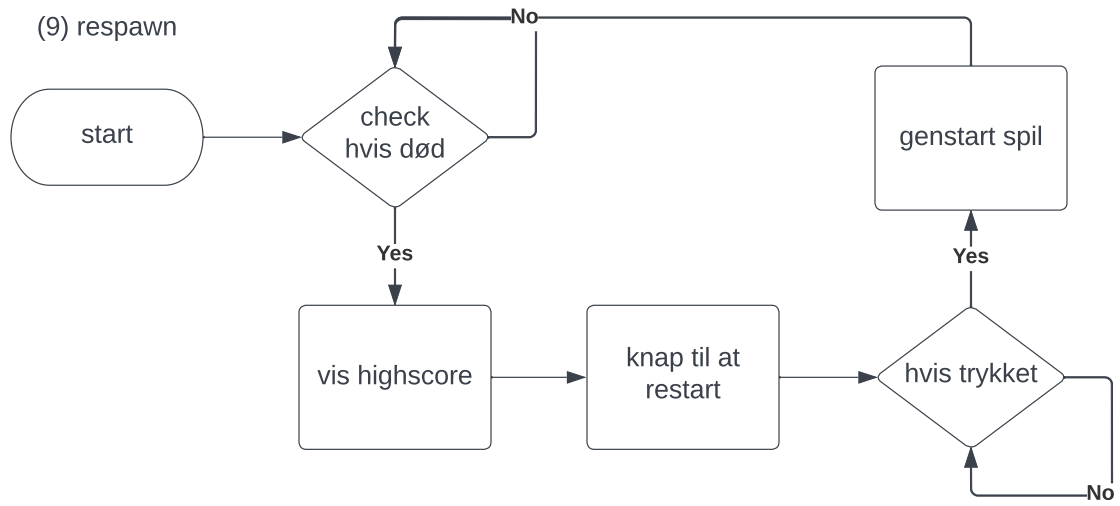 (9) respawn
No
start
check
hvis død
genstart spil
Yes
Yes
vis highscore
knap til at
restart
hvis trykket
No